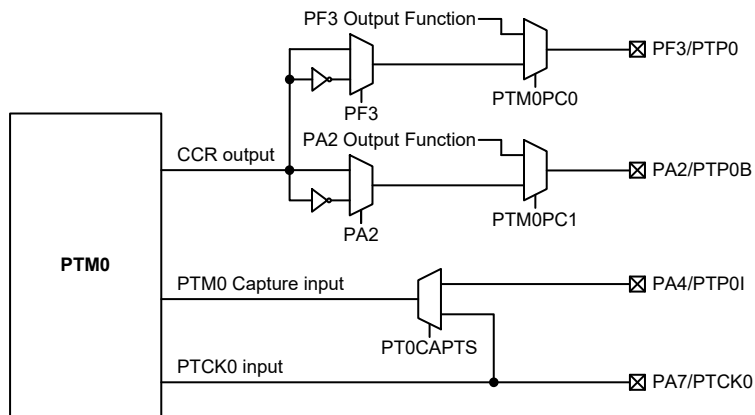 PF3 Output Function
PF3/PTP0
PF3
PTM0PC0
CCR output
PA2 Output Function
PA2/PTP0B
PA2
PTM0PC1
PTM0
PTM0 Capture input
PA4/PTP0I
PT0CAPTS
PTCK0 input
PA7/PTCK0